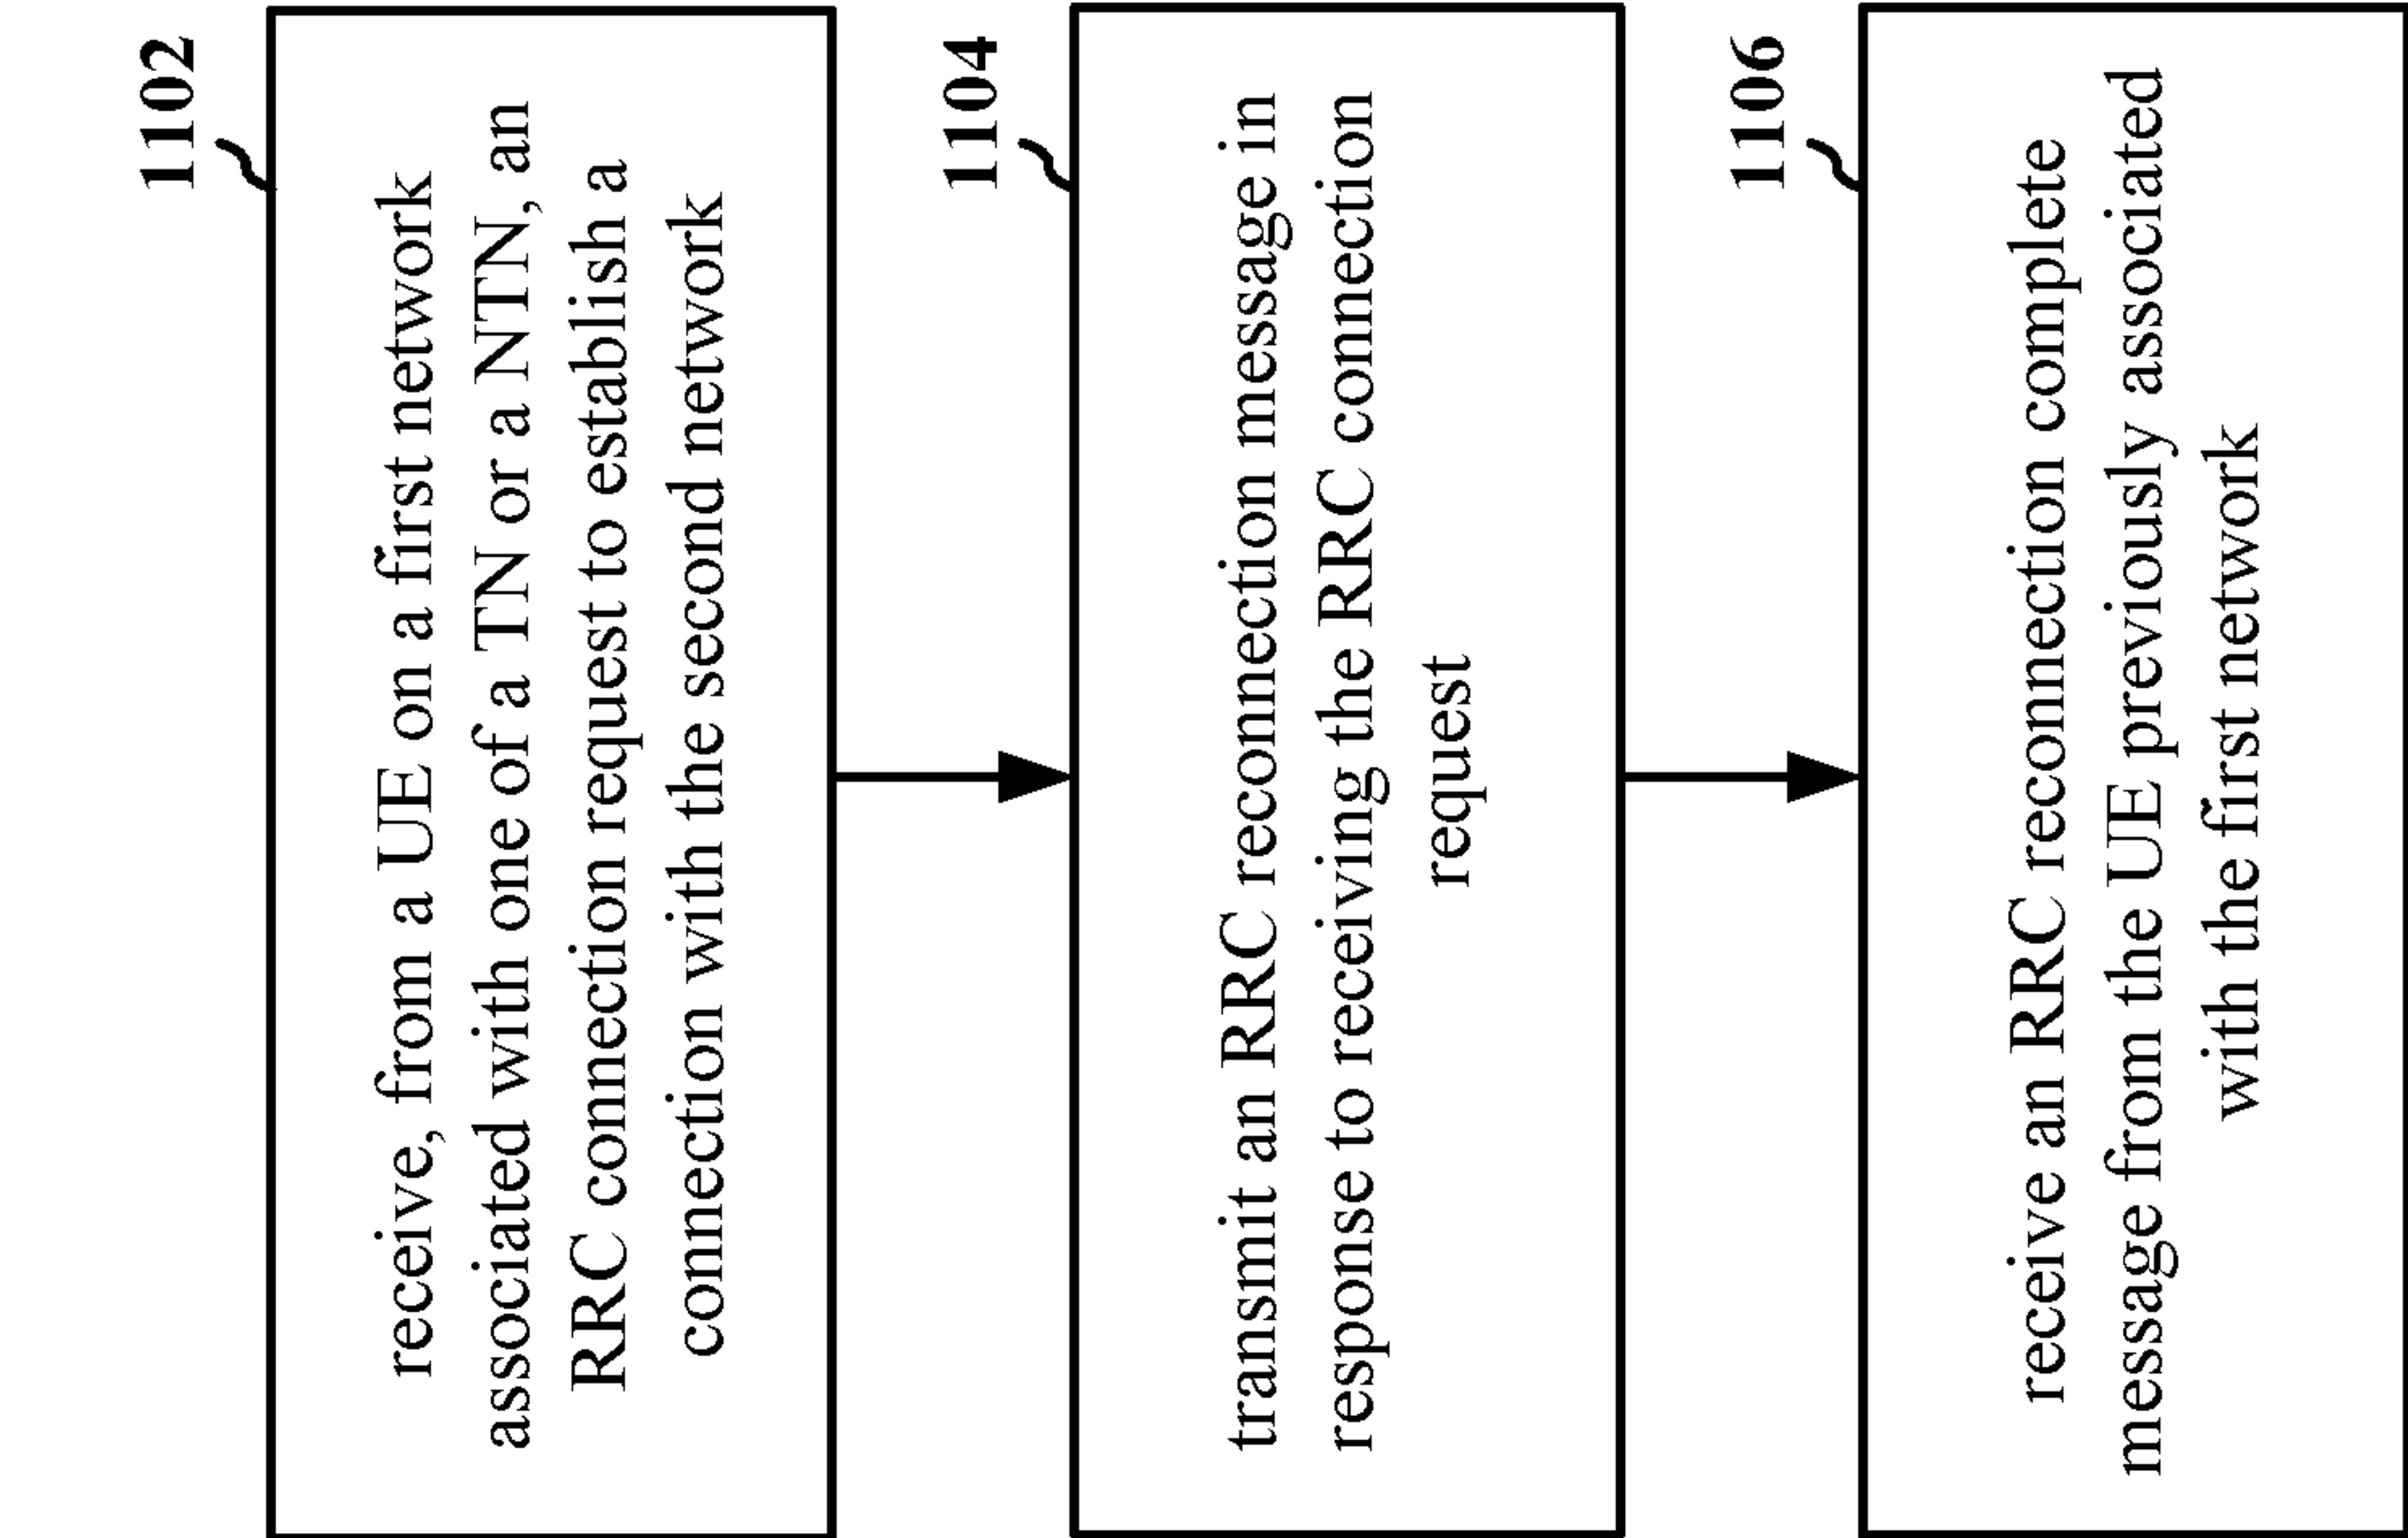 1102
receive, from a UE on a first network
associated with one of a TN or a NTN, an
RRC connection request to establish a
connection with the second network
1104
transmit an RRC reconnection message in
response to receiving the RRC connection
request
1106
receive an RRC reconnection complete
message from the UE previously associated
with the first network